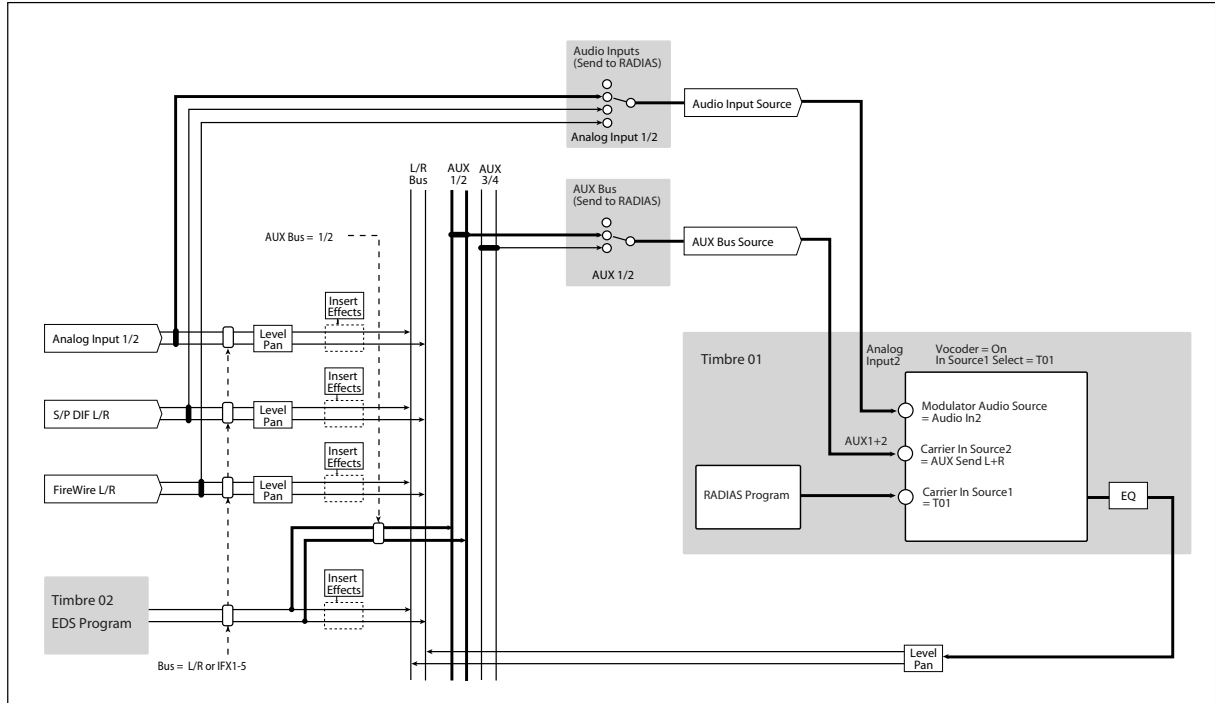 Audio Inputs
(Send to RADIAS)
Audio Input Source
Analog Input 1/2
L/R
Bus
AUX
1/2
AUX
3/4
AUX Bus
(Send to RADIAS)
AUX Bus = 1/2
AUX Bus Source
AUX 1/2
Insert
Effects
Analog Input 1/2
Level
Pan
Insert
Effects
S/P DIF L/R
Level
Pan
Insert
Effects
FireWire L/R
Level
Pan
Timbre 01
Analog
Input2
Vocoder = On
In Source1 Select = T01
Modulator Audio Source
= Audio In2
AUX1+2
Carrier In Source2
= AUX Send L+R
RADIAS Program
Carrier In Source1
= T01
EQ
Insert
Effects
Timbre 02
EDS Program
Bus = L/R or IFX1-5
Level
Pan